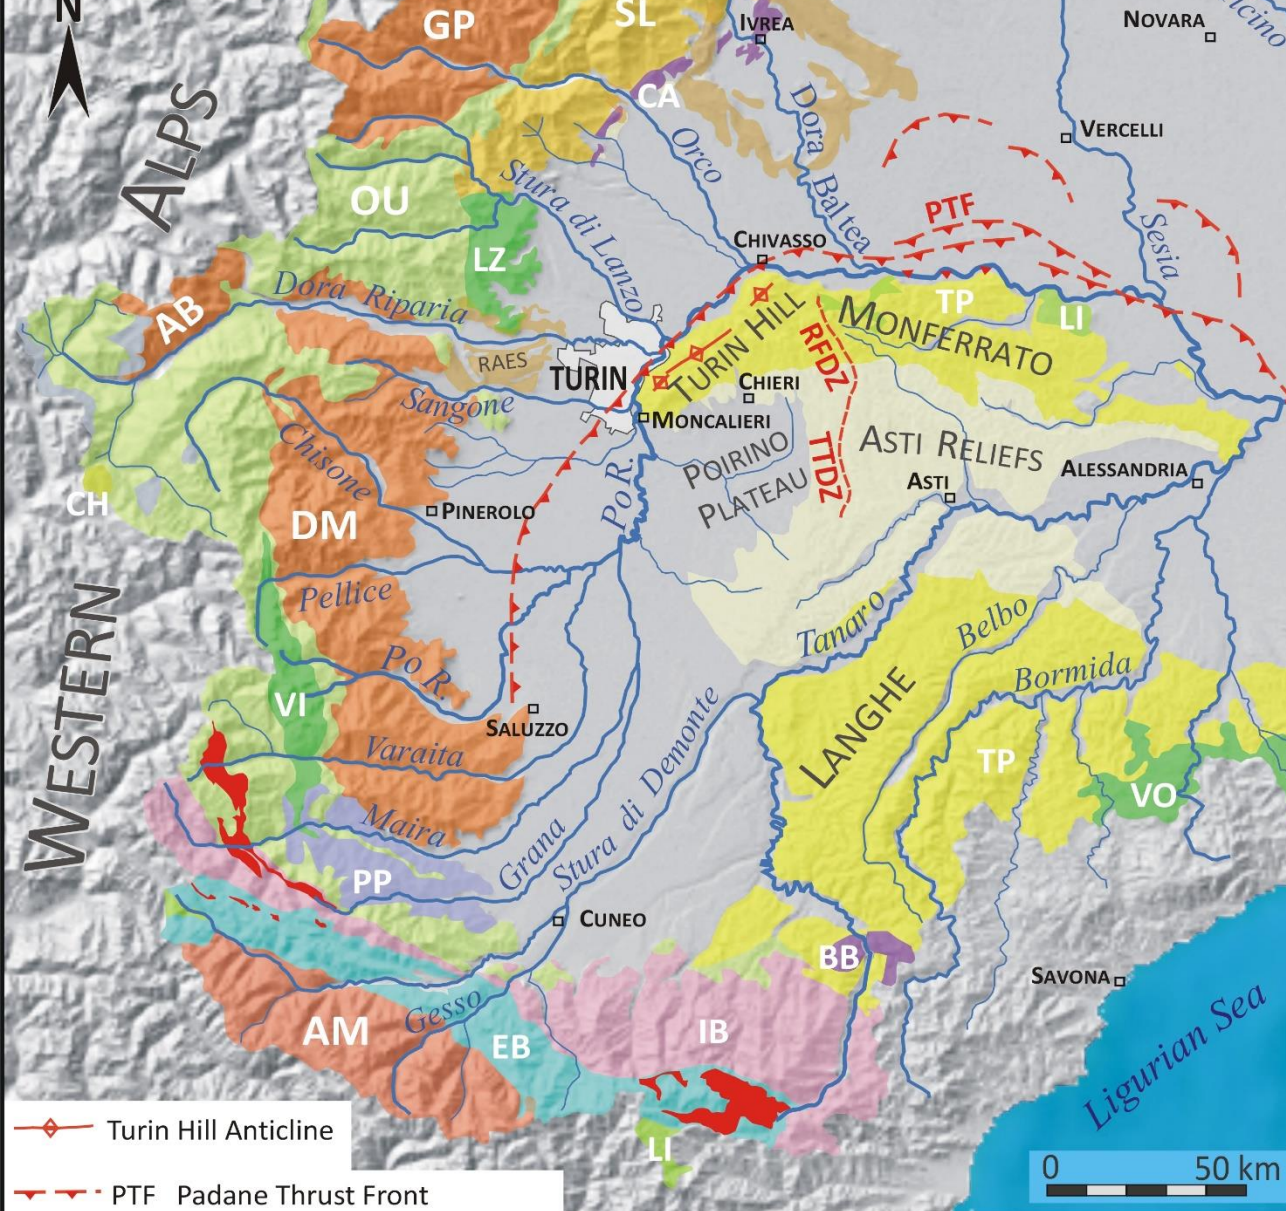 N
GP
SL
IVREA
NOVARA
CA
Dora Baltea
Orco
VERCELLI
ALPS
OU
Stura di Lanzo
PTF
Sesia
LZ
CHIVASSO
Dora Riparia
AB
TP
LI
MONFERRATO
TURIN HILL
RFDZ
RAES
TURIN
CHIERI
Sangone
MONCALIERI
Chisone
POIRINO
PLATEAU
TTDZ
ASTI RELIEFS
ASTI
ALESSANDRIA
CH
Po R.
PINEROLO
DM
Pellice
Tanaro
Belbo
Bormida
WESTERN
Po R.
VI
SALUZZO
Varaita
Stura di Demonte
LANGHE
TP
VO
Maira
Grana
PP
CUNEO
BB
SAVONA
Ligurian Sea
Gesso
AM
EB
IB
LI
Turin Hill Anticline
PTF Padane Thrust Front
0 50 km